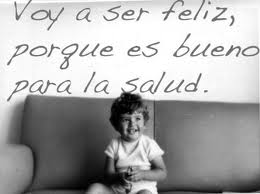 Voy a ser feliz,
porque es bueno
para la salud.